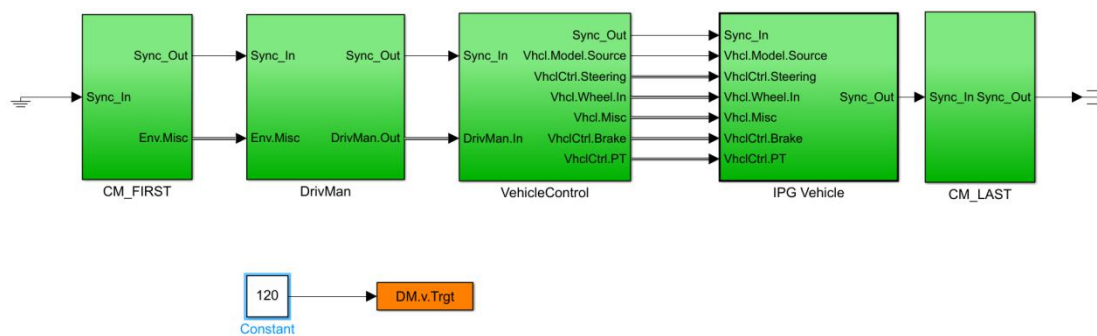 Sync_In
Sync_Out
Env.Misc
CM_FIRST
Sync_In
Env.Misc
Sync_Out
DrivMan.Out
DrivMan
Sync_In
DrivMan.In
Sync_Out
Vhcl.Model.Source
VhclCtrl.Steering
Vhcl.Wheel.In
Vhcl.Misc
VhclCtrl.Brake
VhclCtrl.PT
VehicleControl
Sync_In
Vhcl.Model.Source
VhclCtrl.Steering
Vhcl.Wheel.In
Vhcl.Misc
VhclCtrl.Brake
VhclCtrl.PT
Sync_Out
IPG Vehicle
Sync_In
Sync_Out
CM_LAST
120
Constant
DM.v.Trgt